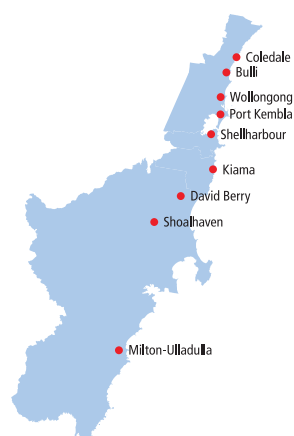 Coledale
Bulli
Wollongong
Port Kembla
Shellharbour
Kiama
David Berry
Shoalhaven
Milton-Ulladulla